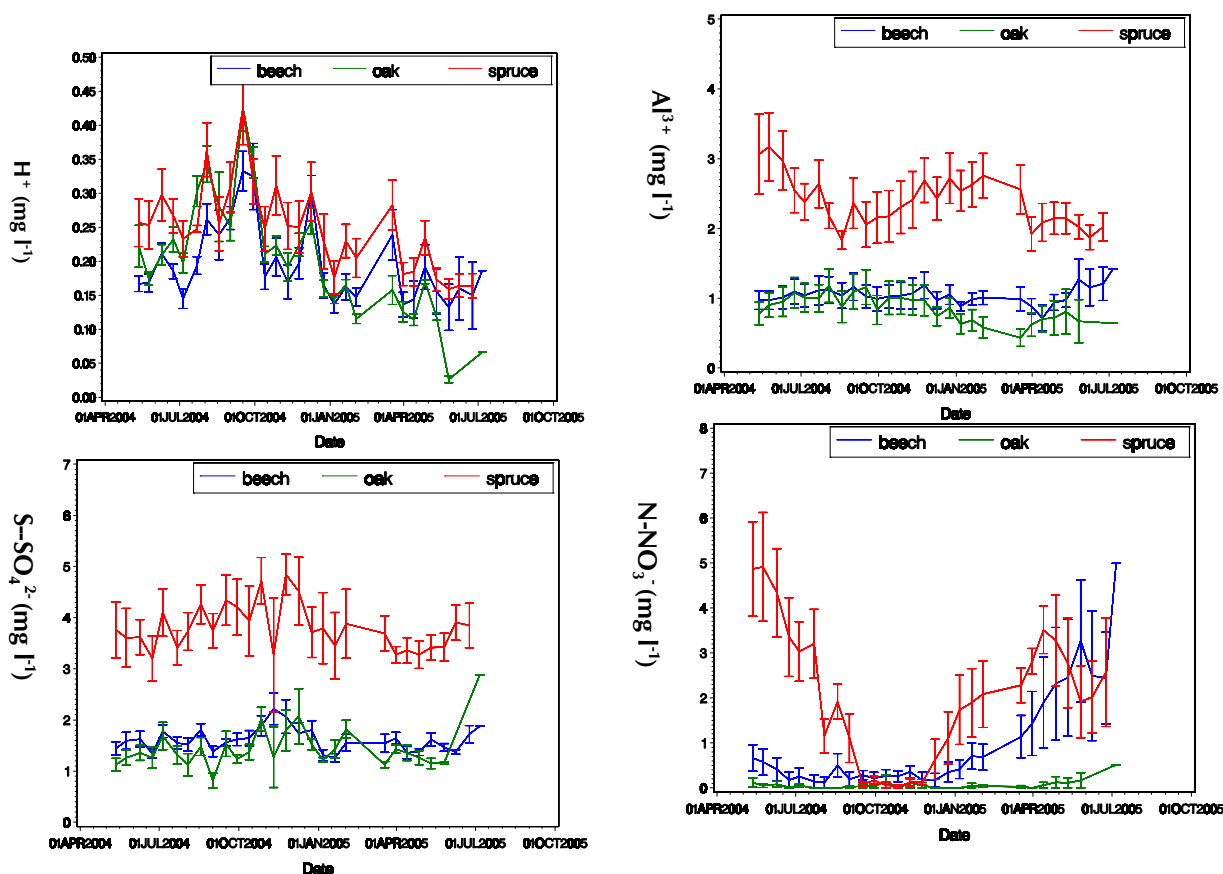 H⁺ (mg l⁻¹)
beech oak spruce
0.50
0.45
0.40
0.35
0.30
0.25
0.20
0.15
0.10
0.05
0.00
01APR2004 01JUL2004 01OCT2004 01JAN2005 01APR2005 01JUL2005 01OCT2005
Date
Al³⁺ (mg l⁻¹)
beech oak spruce
5
4
3
2
1
0
01APR2004 01JUL2004 01OCT2004 01JAN2005 01APR2005 01JUL2005 01OCT2005
Date
S–SO₄²⁻ (mg l⁻¹)
beech oak spruce
7
6
5
4
3
2
1
0
01APR2004 01JUL2004 01OCT2004 01JAN2005 01APR2005 01JUL2005 01OCT2005
Date
N-NO₃⁻ (mg l⁻¹)
beech oak spruce
8
7
6
5
4
3
2
1
0
01APR2004 01JUL2004 01OCT2004 01JAN2005 01APR2005 01JUL2005 01OCT2005
Date